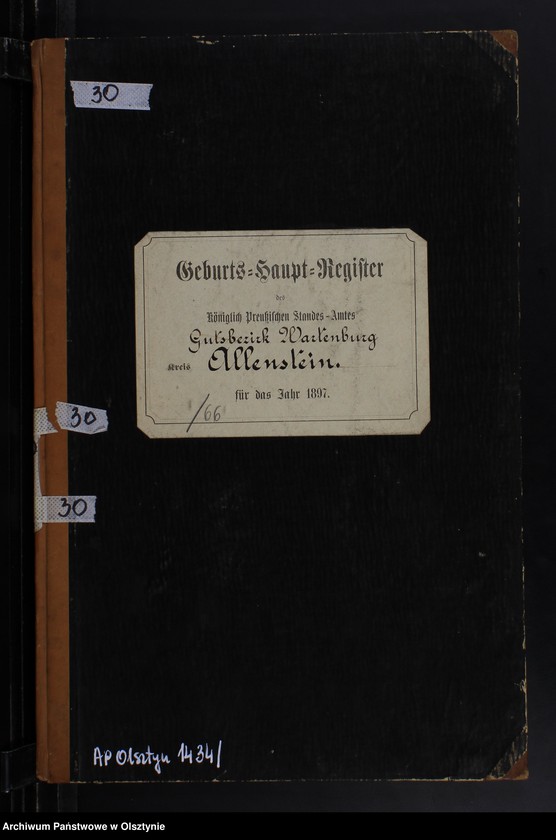 30
Geburts=Haupt=Register
des
Königlich Preußischen Standes-Amtes
Gutsbezirk Wartenburg
Kreis Allenstein.
für das Jahr 1897.
/66
30
30
AP Olsztyn 1434/
Archiwum Państwowe w Olsztynie